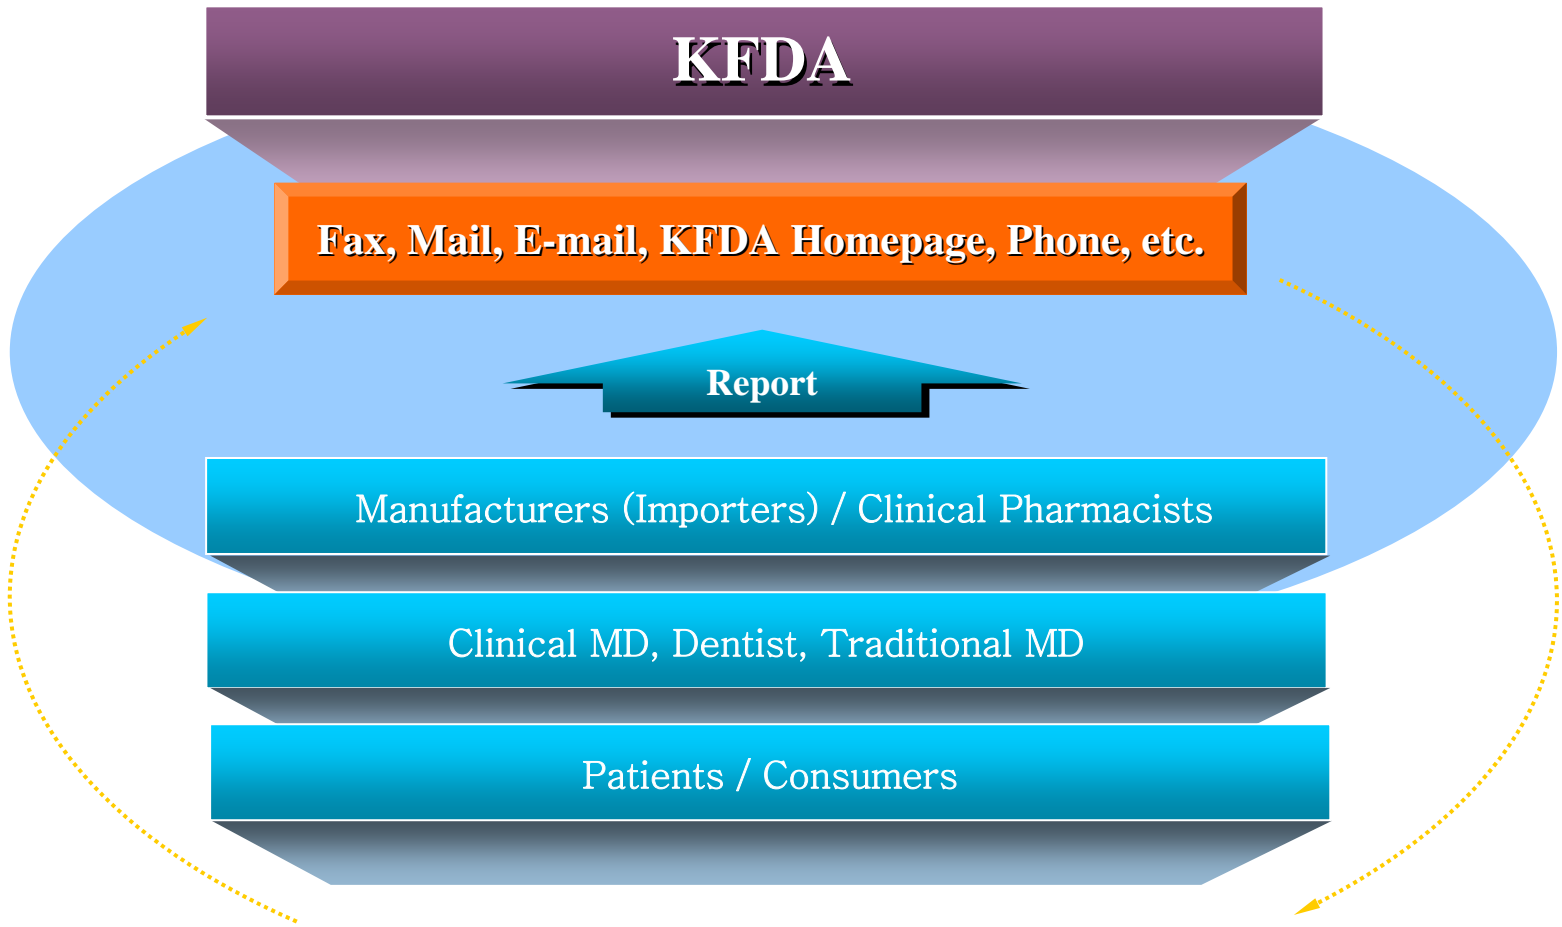 KFDA
Fax, Mail, E-mail, KFDA Homepage, Phone, etc.
Report
Manufacturers (Importers) / Clinical Pharmacists
Clinical MD, Dentist, Traditional MD
Patients / Consumers